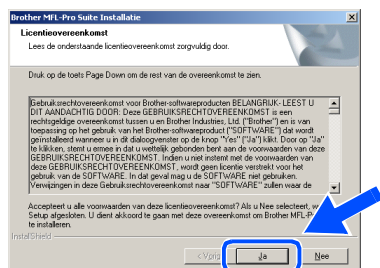 Brother MFL-Pro Suite Installatie
Licentieovereenkomst
Lees de onderstaande licentieovereenkomst zorgvuldig door.
Druk op de toets Page Down om de rest van de overeenkomst te zien.
Gebruiksrechtovereenkomst voor Brother-softwareproducten BELANGRIJK- LEEST U
DIT AANDACHTIG DOOR: Deze GEBRUIKSRECHTOVEREENKOMST is een
rechtsgeldige overeenkomst tussen u en Brother Industries, Ltd. ("Brother") en is van
toepassing op het gebruik van het Brother-softwareproduct ("SOFTWARE") dat wordt
geïnstalleerd wanneer u in dit dialogvenster op de knop "Yes" ("Ja") klikt. Door op "Ja"
te klikken, stemt u ermee in dat u wettelijk gebonden bent aan de voorwaarden van deze
GEBRUIKSRECHTOVEREENKOMST. Indien u niet instemt met de voorwaarden van
deze GEBRUIKSRECHTOVEREENKOMST, wordt geen licentie verstrekt voor het
gebruik van de SOFTWARE. In dat geval mag u de SOFTWARE niet gebruiken.
Verwijzingen in deze Gebruiksrechtovereenkomst naar "SOFTWARE" zullen waar de
Accepteert u alle voorwaarden van deze licentieovereenkomst? Als u Nee selecteert, w
Setup afgesloten. U dient akkoord te gaan met deze overeenkomst om Brother MFL-P
te installeren.
InstallShield
< Vorig
Ja
Nee